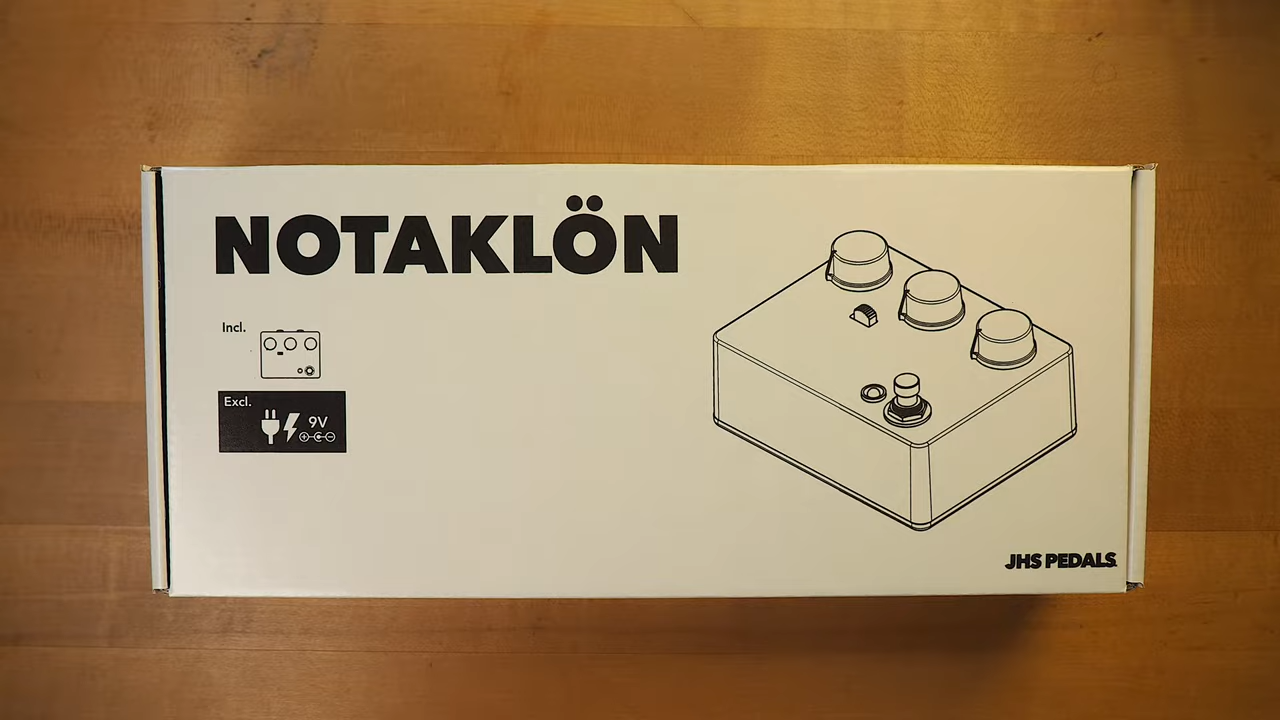 NOTAKLÖN
Incl.
Excl.
9V
JHS PEDALS